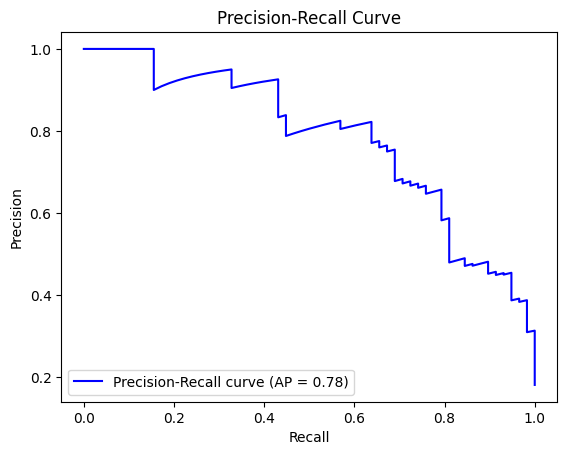 Precision-Recall Curve
1.0
0.8
0.6
0.4
0.2
Precision
Precision-Recall curve (AP = 0.78)
0.0 0.2 0.4 0.6 0.8 1.0
Recall